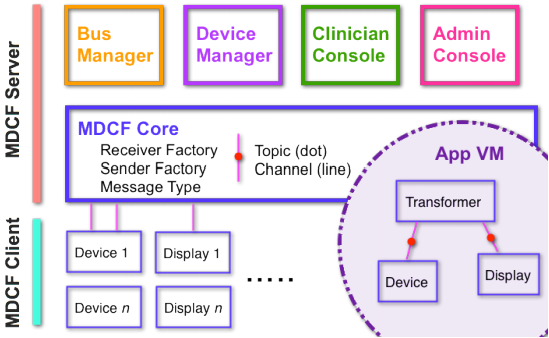 MDCF Server
Bus
Manager
Device
Manager
Clinician
Console
Admin
Console
MDCF Core
Receiver Factory
Sender Factory
Message Type
Topic (dot)
Channel (line)
App VM
Transformer
Device
Display
MDCF Client
Device 1
Display 1
.....
Device n
Display n